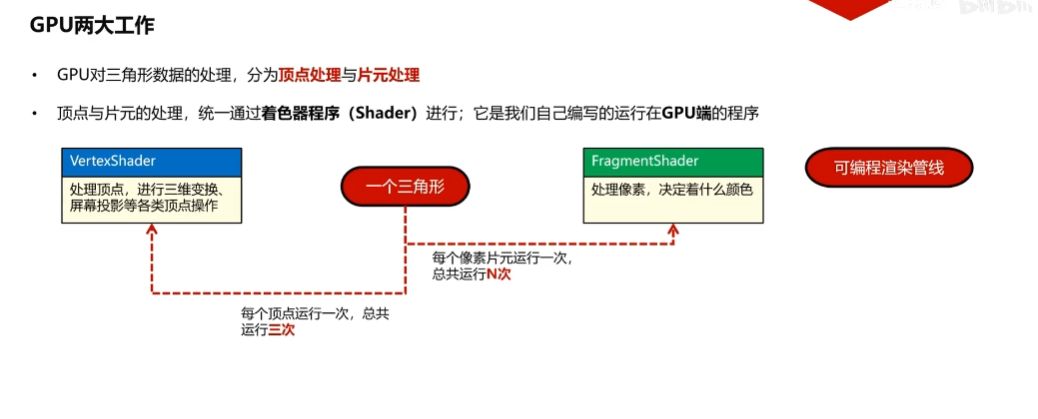 GPU两大工作
• GPU对三角形数据的处理，分为顶点处理与片元处理
• 顶点与片元的处理，统一通过着色器程序（Shader）进行；它是我们自己编写的运行在GPU端的程序
VertexShader
处理顶点，进行三维变换、
屏幕投影等各类顶点操作
一个三角形
FragmentShader
处理像素，决定着什么颜色
可编程渲染管线
每个像素片元运行一次，
总共运行N次
每个顶点运行一次，总共
运行三次